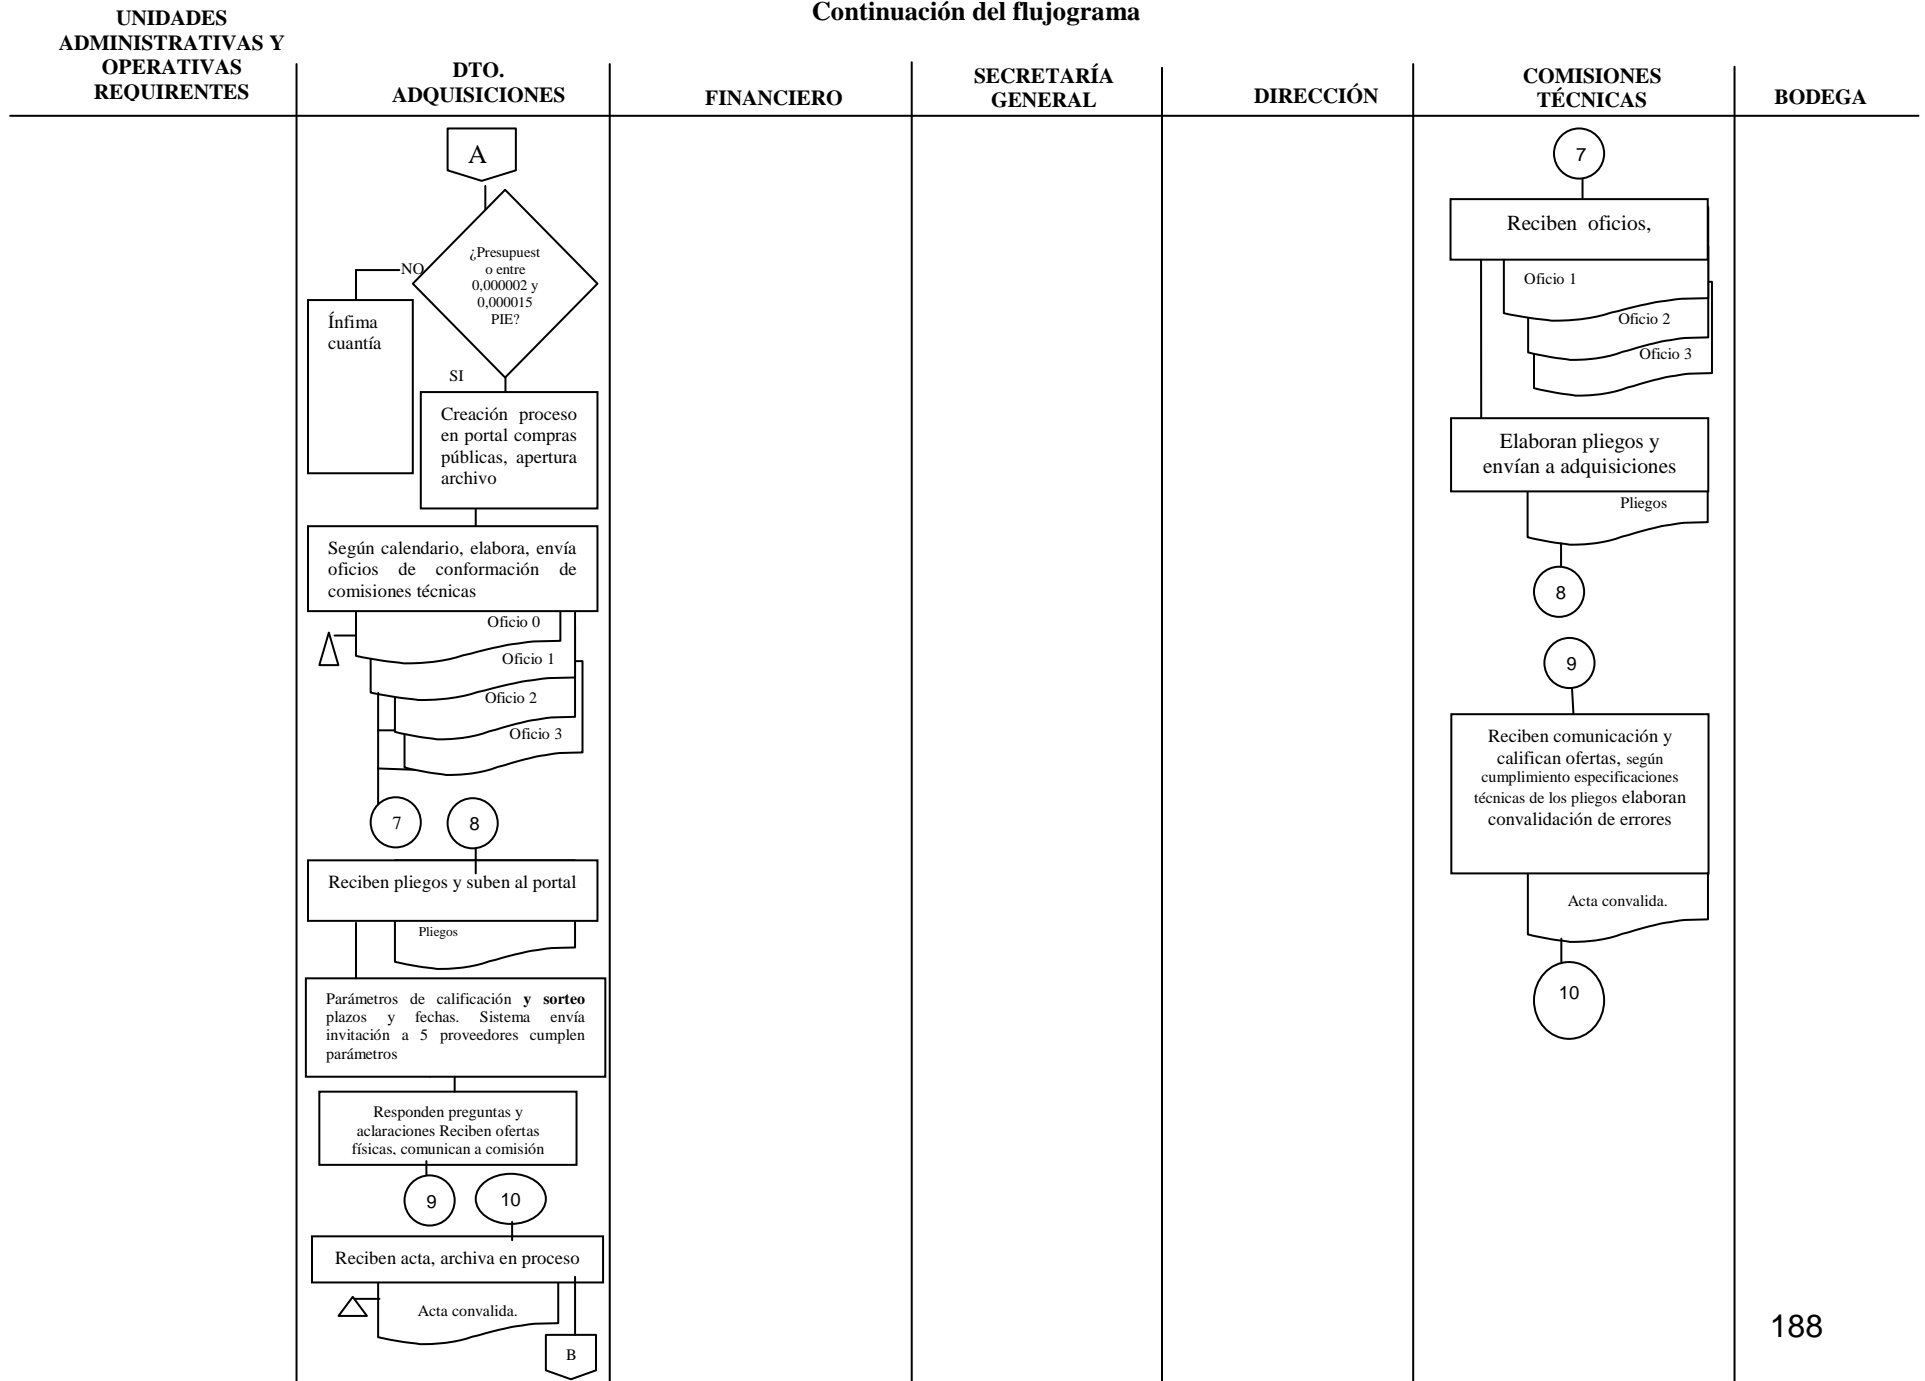 Continuación del flujograma
UNIDADES
ADMINISTRATIVAS Y
OPERATIVAS
REQUIRENTES
DTO.
ADQUISICIONES
FINANCIERO
SECRETARÍA
GENERAL
DIRECCIÓN
COMISIONES
TÉCNICAS
BODEGA
A
¿Presupuest
o entre
0,000002 y
0,000015
PIE?
NO
Ínfima
cuantía
SI
Creación proceso
en portal compras
públicas, apertura
archivo
Según calendario, elabora, envía
oficios de conformación de
comisiones técnicas
Oficio 0
Oficio 1
Oficio 2
Oficio 3
7
8
Reciben pliegos y suben al portal
Pliegos
Parámetros de calificación y sorteo
plazos y fechas. Sistema envía
invitación a 5 proveedores cumplen
parámetros
Responden preguntas y
aclaraciones Reciben ofertas
físicas, comunican a comisión
9
10
Reciben acta, archiva en proceso
Acta convalida.
B
7
Reciben oficios,
Oficio 1
Oficio 2
Oficio 3
Elaboran pliegos y
envían a adquisiciones
Pliegos
8
9
Reciben comunicación y
califican ofertas, según
cumplimiento especificaciones
técnicas de los pliegos elaboran
convalidación de errores
Acta convalida.
10
188